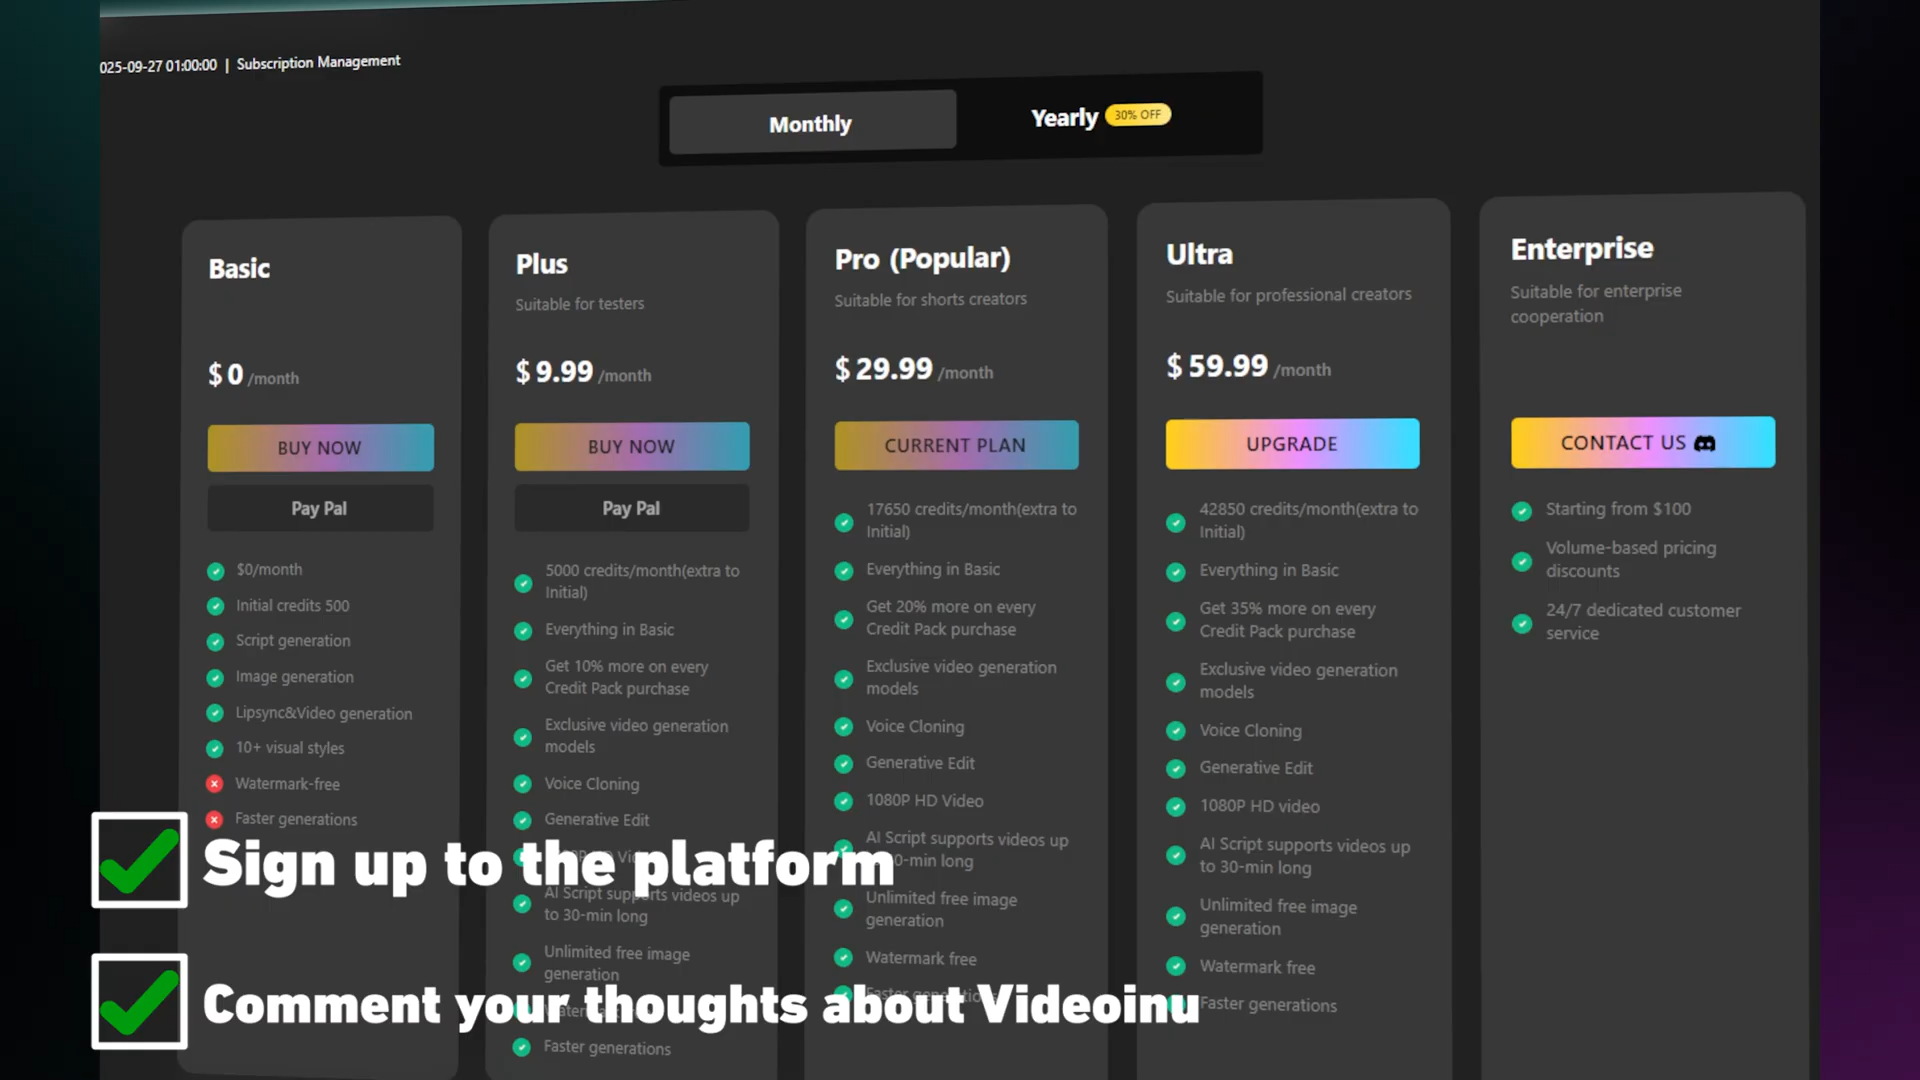 025-09-27 01:00:00 | Subscription Management
Monthly
Yearly 30% OFF
Basic
$ 0 /month
BUY NOW
Pay Pal
$0/month
Initial credits 500
Script generation
Image generation
Lipsync&Video generation
10+ visual styles
Watermark-free
Faster generations
Plus
Suitable for testers
$ 9.99 /month
BUY NOW
Pay Pal
5000 credits/month(extra to
Initial)
Everything in Basic
Get 10% more on every
Credit Pack purchase
Exclusive video generation
models
Voice Cloning
Generative Edit
AI Script supports videos up
to 30-min long
Unlimited free image
generation
Faster generations
Pro (Popular)
Suitable for shorts creators
$ 29.99 /month
CURRENT PLAN
17650 credits/month(extra to
Initial)
Everything in Basic
Get 20% more on every
Credit Pack purchase
Exclusive video generation
models
Voice Cloning
Generative Edit
1080P HD Video
AI Script supports videos up
0-min long
Unlimited free image
generation
Watermark free
Ultra
Suitable for professional creators
$ 59.99 /month
UPGRADE
42850 credits/month(extra to
Initial)
Everything in Basic
Get 35% more on every
Credit Pack purchase
Exclusive video generation
models
Voice Cloning
Generative Edit
1080P HD video
AI Script supports videos up
to 30-min long
Unlimited free image
generation
Watermark free
Faster generations
Enterprise
Suitable for enterprise
cooperation
CONTACT US
Starting from $100
Volume-based pricing
discounts
24/7 dedicated customer
service
Sign up to the platform
Comment your thoughts about Videoinu